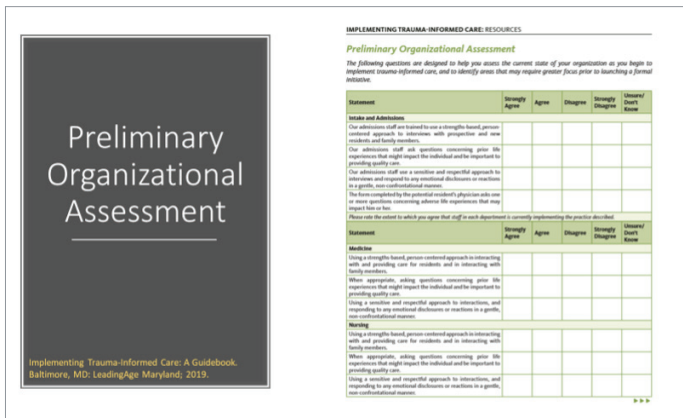 Preliminary
Organizational
Assessment
Implementing Trauma-Informed Care: A Guidebook.
Baltimore, MD: LeadingAge Maryland; 2019.
IMPLEMENTING TRAUMA-INFORMED CARE: RESOURCES
Preliminary Organizational Assessment
The following questions are designed to help you assess the current state of your organization as you begin to
implement trauma-informed care, and to identify areas that may require greater focus prior to launching a formal
initiative.
Statement Strongly Agree Agree Disagree Strongly Disagree Unsure/ Don't Know
Intake and Admissions
Our admissions staff are trained to use a strengths-based, person-
centered approach to interviews with prospective and new
residents and family members.
Our admissions staff ask questions concerning prior life
experiences that might impact the individual and be important to
providing quality care.
Our admissions staff use a sensitive and respectful approach to
interviews and respond to any emotional disclosures or reactions
in a gentle, non-confrontational manner.
The form completed by the potential resident's physician asks one
or more questions concerning adverse life experiences that may
impact him or her.
Please rate the extent to which you agree that staff in each department is currently implementing the practice described.
Statement Strongly Agree Agree Disagree Strongly Disagree Unsure/ Don't Know
Medicine
Using a strengths-based, person-centered approach in interacting
with and providing care for residents and in interacting with
family members.
When appropriate, asking questions concerning prior life
experiences that might impact the individual and be important to
providing quality care.
Using a sensitive and respectful approach to interactions, and
responding to any emotional disclosures or reactions in a gentle,
non-confrontational manner.
Nursing
Using a strengths-based, person-centered approach in interacting
with and providing care for residents and in interacting with
family members.
When appropriate, asking questions concerning prior life
experiences that might impact the individual and be important to
providing quality care.
Using a sensitive and respectful approach to interactions, and
responding to any emotional disclosures or reactions in a gentle,
non-confrontational manner.